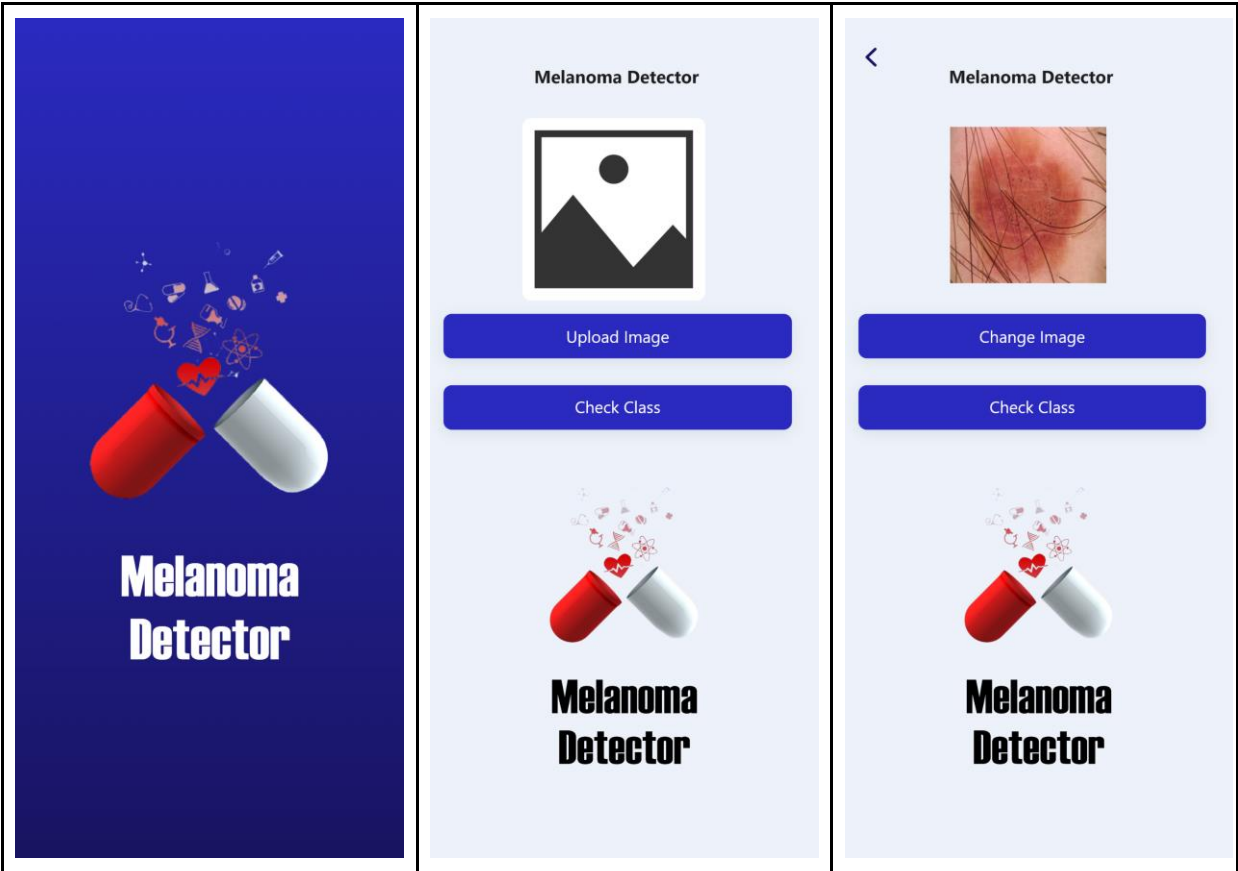 Melanoma
Detector
Melanoma Detector
Upload Image
Check Class
Melanoma
Detector
Melanoma Detector
Change Image
Check Class
Melanoma
Detector